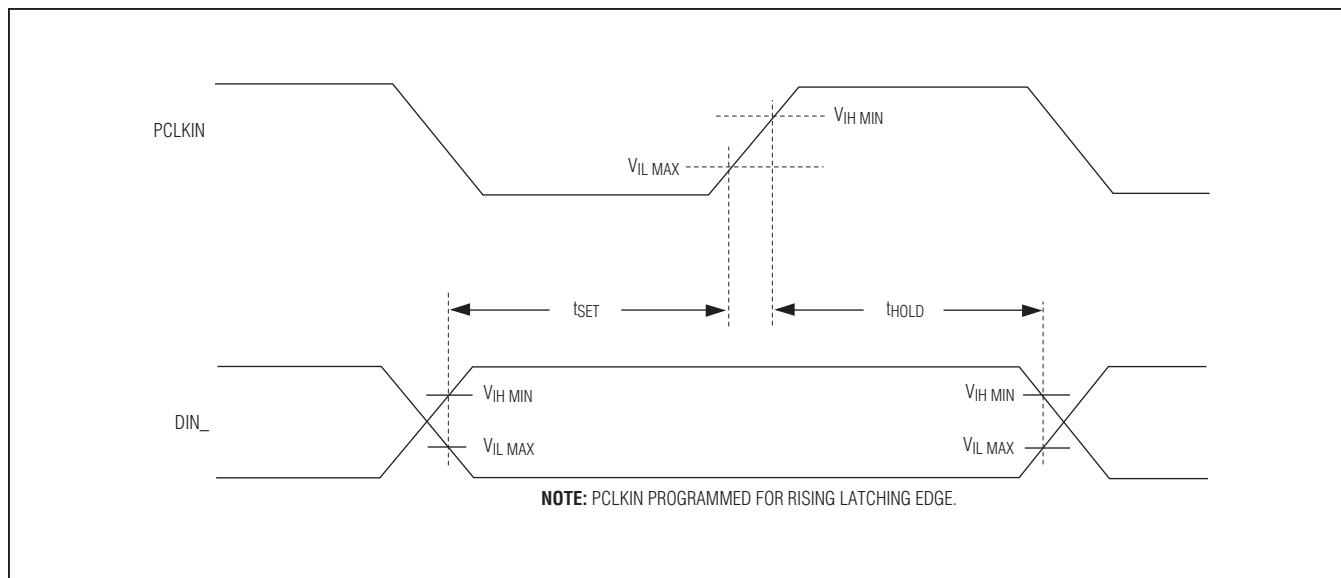 PCLKIN
VIH MIN
VIL MAX
tSET
tHOLD
DIN_
VIH MIN
VIH MIN
VIL MAX
VIL MAX
NOTE: PCLKIN PROGRAMMED FOR RISING LATCHING EDGE.